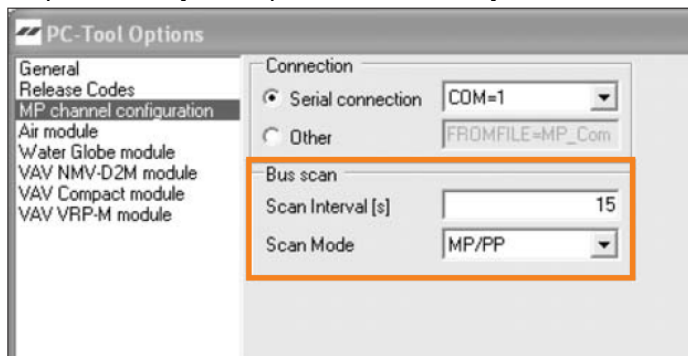 PC-Tool Options
General
Release Codes
MP channel configuration
Air module
Water Globe module
VAV NMV-D2M module
VAV Compact module
VAV VRP-M module
Connection
Serial connection COM=1
Other FROMFILE=MP_Com
Bus scan
Scan Interval [s] 15
Scan Mode MP/PP